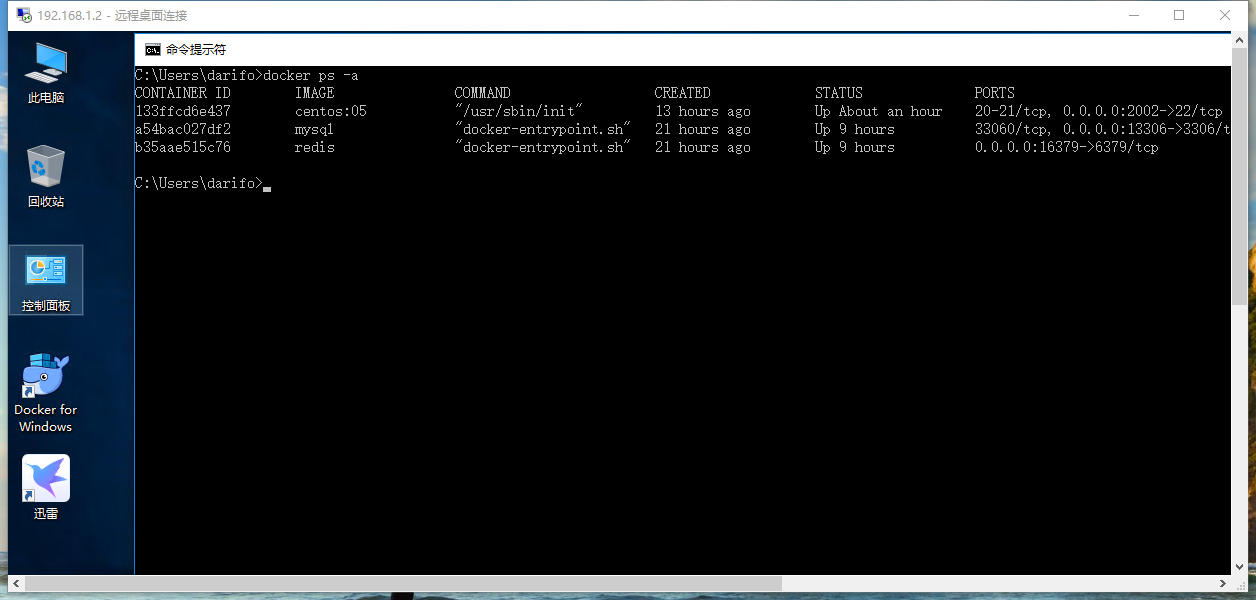 192.168.1.2 - 远程桌面连接
此电脑
回收站
控制面板
Docker for
Windows
迅雷
命令提示符
C:\Users\darifo>docker ps -a
CONTAINER ID IMAGE COMMAND CREATED STATUS PORTS
133ffcd6e437 centos:05 "/usr/sbin/init" 13 hours ago Up About an hour 20-21/tcp, 0.0.0.0:2002->22/tcp
a54bac027df2 mysql "docker-entrypoint.sh" 21 hours ago Up 9 hours 33060/tcp, 0.0.0.0:13306->3306/t
b35aae515c76 redis "docker-entrypoint.sh" 21 hours ago Up 9 hours 0.0.0.0:16379->6379/tcp
C:\Users\darifo>